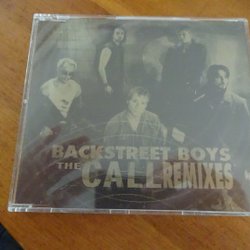 BACKSTREET BOYS
THE CALL REMIXES